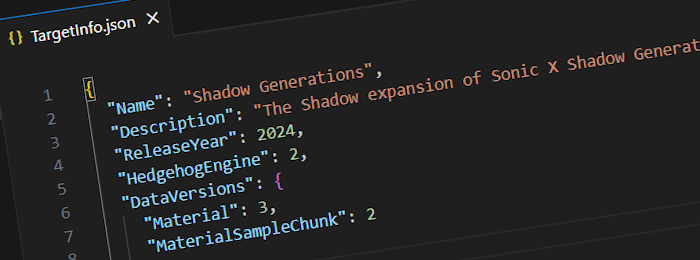 {} TargetInfo.json ×
1 {
2 "Name": "Shadow Generations",
3 "Description": "The Shadow expansion of Sonic X Shadow Generat
4 "ReleaseYear": 2024,
5 "HedgehogEngine": 2,
6 "DataVersions": {
7 "Material": 3,
8 "MaterialSampleChunk": 2